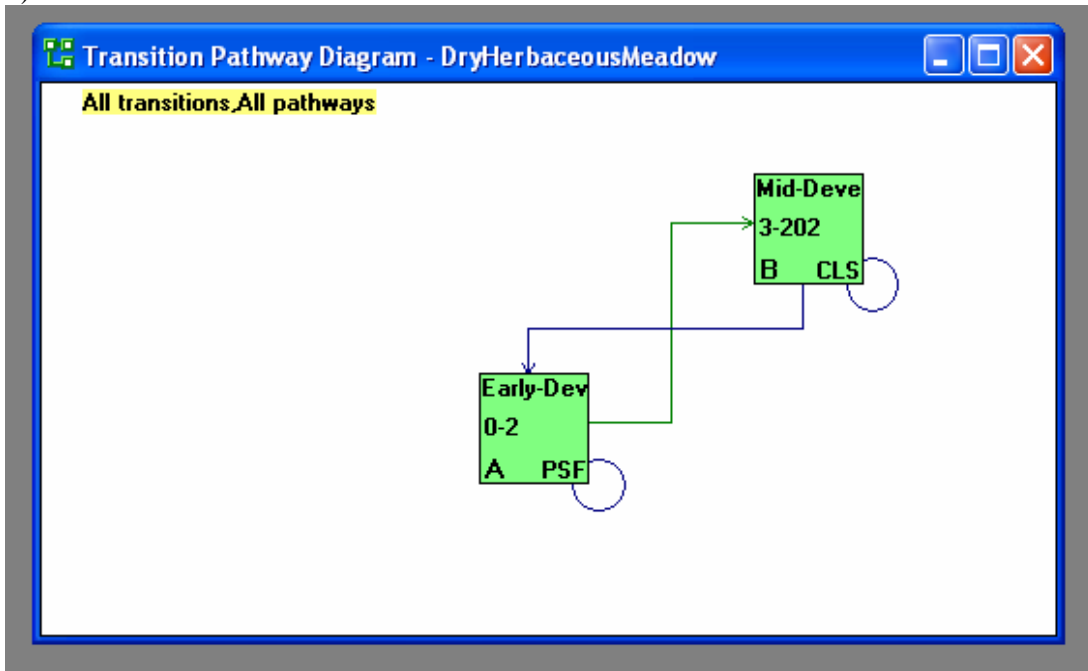 Transition Pathway Diagram - DryHerbaceousMeadow
All transitions,All pathways
Mid-Deve
3-202
B CLS
Early-Dev
0-2
A PSF